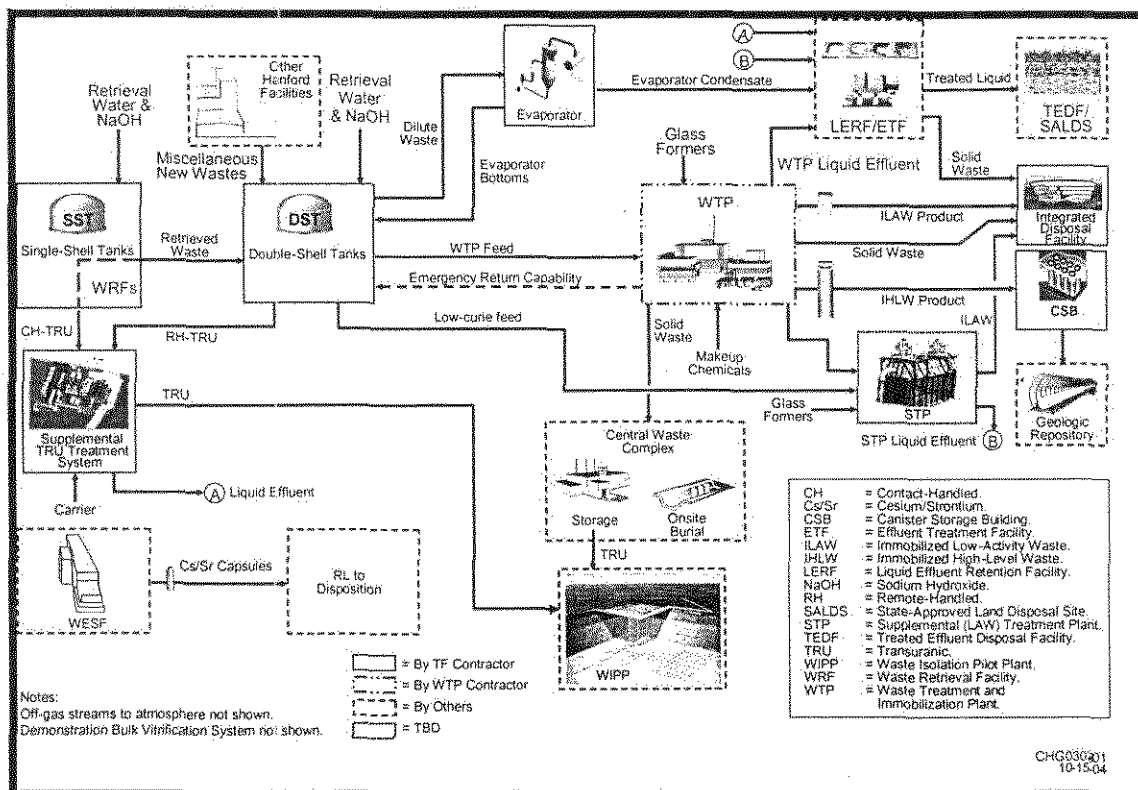 Retrieval
Water &
NaOH
Other
Hanford
Facilities
Retrieval
Water
& NaOH
Miscellaneous
New Wastes
Dilute
Waste
Evaporator
Evaporator
Bottoms
Evaporator Condensate
A
B
LERF/ETF
Treated Liquid
TEDF/
SALDS
Glass
Formers
WTP Liquid Effluent
Solid
Waste
SST
Single-Shell Tanks
WRFs
Retrieved
Waste
DST
Double-Shell Tanks
WTP Feed
Emergency Return Capability
WTP
ILAW Product
Solid Waste
Integrated
Disposal
Facility
IHLW Product
CSB
ILAW
Low-curie feed
Solid
Waste
Makeup
Chemicals
CH-TRU
RH-TRU
Supplemental
TRU Treatment
System
TRU
Glass
Formers
STP
STP Liquid Effluent
B
Geologic
Repository
Carrier
A
Liquid Effluent
Central Waste
Complex
Storage
Onsite
Burial
TRU
WESF
Cs/Sr Capsules
RL to
Disposition
WIPP
CH = Contact-Handled.
Cs/Sr = Cesium/Strontium.
CSB = Canister Storage Building.
ETF = Effluent Treatment Facility.
ILAW = Immobilized Low-Activity Waste.
IHLW = Immobilized High-Level Waste.
LERF = Liquid Effluent Retention Facility.
NaOH = Sodium Hydroxide.
RH = Remote-Handled.
SALDS = State-Approved Land Disposal Site.
STP = Supplemental (LAW) Treatment Plant.
TEDF = Treated Effluent Disposal Facility.
TRU = Transuranic.
WIPP = Waste Isolation Pilot Plant.
WRF = Waste Retrieval Facility.
WTP = Waste Treatment and
Immobilization Plant.
= By TF Contractor
= By WTP Contractor
= By Others
= TBD
Notes:
Off-gas streams to atmosphere not shown.
Demonstration Bulk Vitrification System not shown.
10-15-04